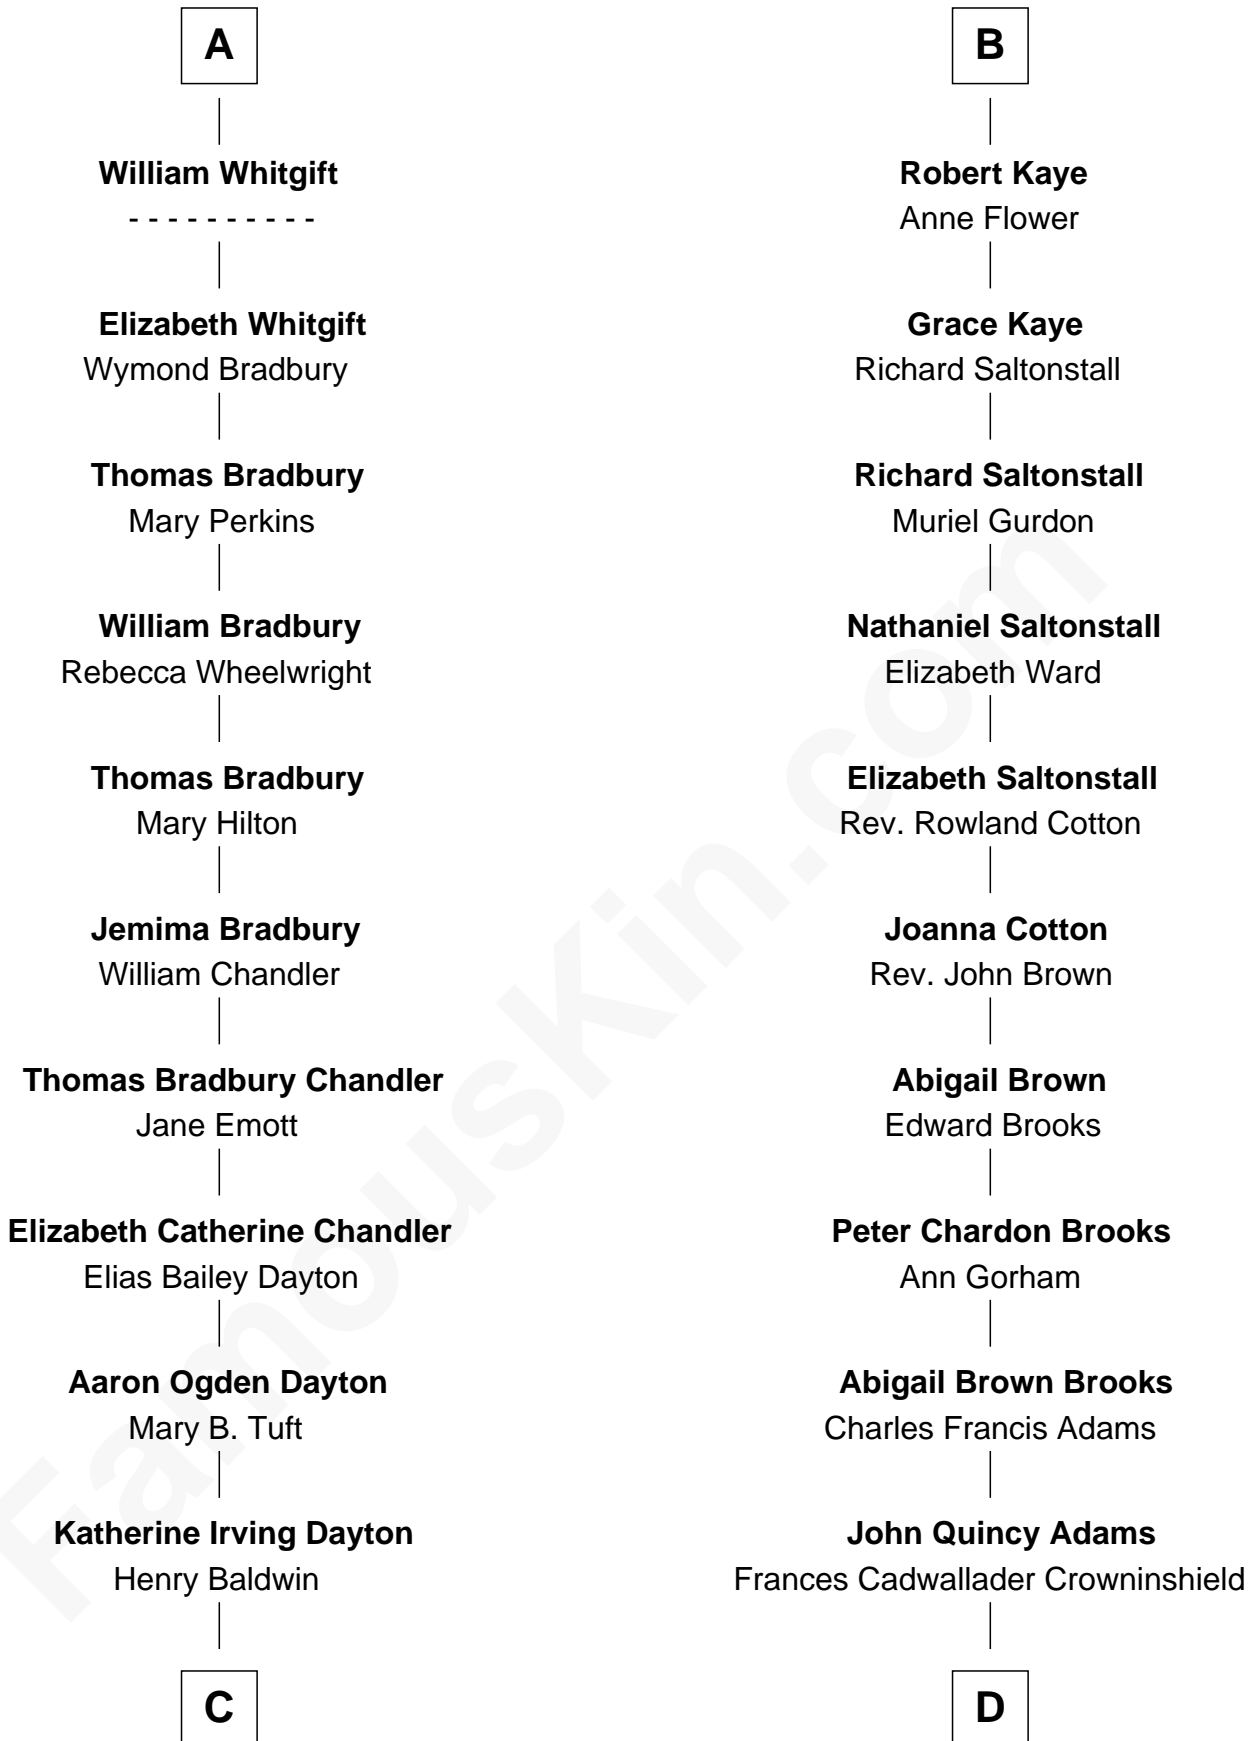 A
William Whitgift
- - - - - - - - - -
Elizabeth Whitgift
Wymond Bradbury
Thomas Bradbury
Mary Perkins
William Bradbury
Rebecca Wheelwright
Thomas Bradbury
Mary Hilton
Jemima Bradbury
William Chandler
Thomas Bradbury Chandler
Jane Emott
Elizabeth Catherine Chandler
Elias Bailey Dayton
Aaron Ogden Dayton
Mary B. Tuft
Katherine Irving Dayton
Henry Baldwin
C
B
Robert Kaye
Anne Flower
Grace Kaye
Richard Saltonstall
Richard Saltonstall
Muriel Gurdon
Nathaniel Saltonstall
Elizabeth Ward
Elizabeth Saltonstall
Rev. Rowland Cotton
Joanna Cotton
Rev. John Brown
Abigail Brown
Edward Brooks
Peter Chardon Brooks
Ann Gorham
Abigail Brown Brooks
Charles Francis Adams
John Quincy Adams
Frances Cadwallader Crowninshield
D
FamousKin.com